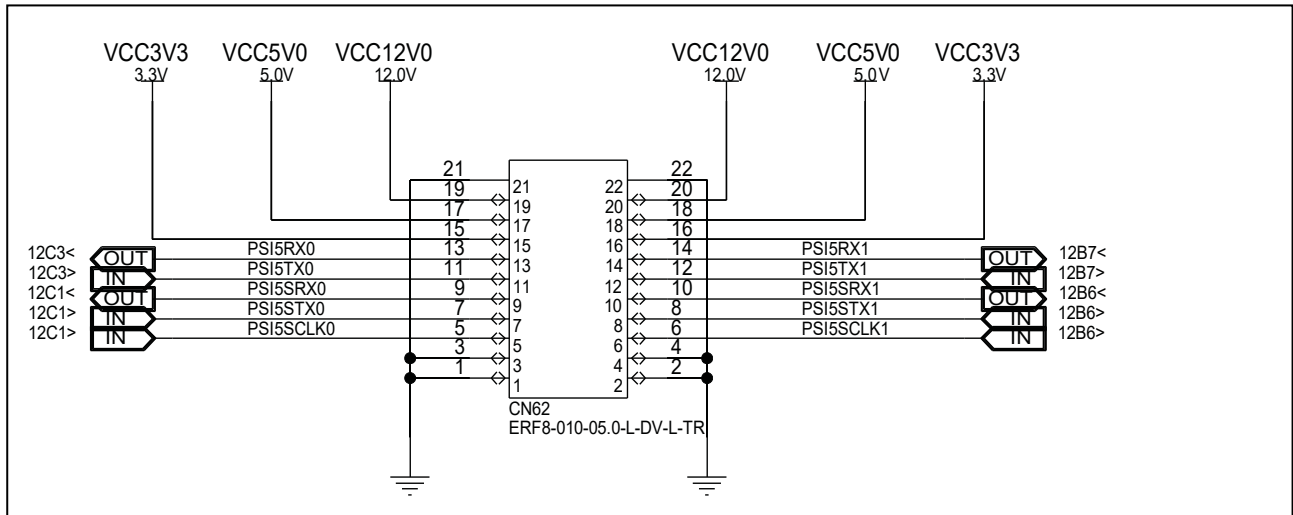 VCC3V3 VCC5V0 VCC12V0 VCC12V0 VCC5V0 VCC3V3
3.3V 5.0V 12.0V 12.0V 5.0V 3.3V
21 22
21 22
19 20
19 20
17 18
17 18
15 16
15 16
12C3< OUT PSI5RX0 13 14 PSI5RX1 OUT 12B7<
13 14
12C3> IN PSI5TX0 11 12 PSI5TX1 IN 12B7>
11 12
12C1< OUT PSI5SRX0 9 10 PSI5SRX1 OUT 12B6<
9 10
12C1> IN PSI5STX0 7 8 PSI5STX1 IN 12B6>
7 8
12C1> IN PSI5SCLK0 5 6 PSI5SCLK1 IN 12B6>
5 6
3 4
3 4
1 2
1 2
CN62
ERF8-010-05.0-L-DV-L-TR